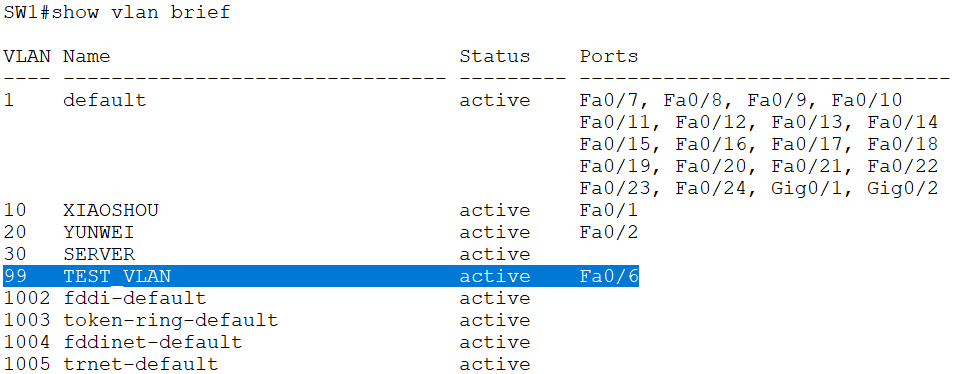 SW1#show vlan brief
VLAN Name                             Status    Ports
---- -------------------------------- --------- -------------------------------
1    default                          active    Fa0/7, Fa0/8, Fa0/9, Fa0/10
                                                Fa0/11, Fa0/12, Fa0/13, Fa0/14
                                                Fa0/15, Fa0/16, Fa0/17, Fa0/18
                                                Fa0/19, Fa0/20, Fa0/21, Fa0/22
                                                Fa0/23, Fa0/24, Gig0/1, Gig0/2
10   XIAOSHOU                         active    Fa0/1
20   YUNWEI                           active    Fa0/2
30   SERVER                           active
99   TEST_VLAN                        active    Fa0/6
1002 fddi-default                     active
1003 token-ring-default               active
1004 fddinet-default                  active
1005 trnet-default                    active